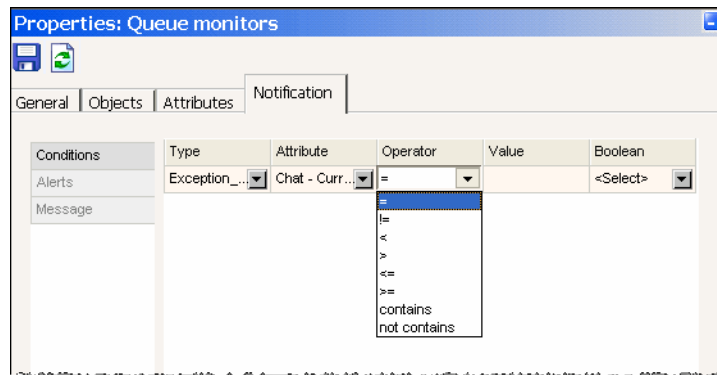 Properties: Queue monitors
General Objects Attributes Notification
Conditions Type Attribute Operator Value Boolean
Alerts Exception_... Chat - Curr... = <Select>
Message
=
!=
<
>
<=
>=
contains
not contains